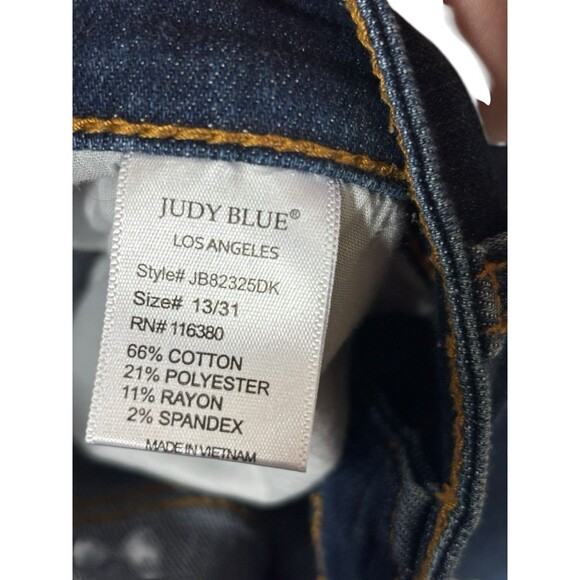 JUDY BLUE®
LOS ANGELES
Style# JB82325DK
Size# 13/31
RN# 116380
66% COTTON
21% POLYESTER
11% RAYON
2% SPANDEX
MADE IN VIETNAM